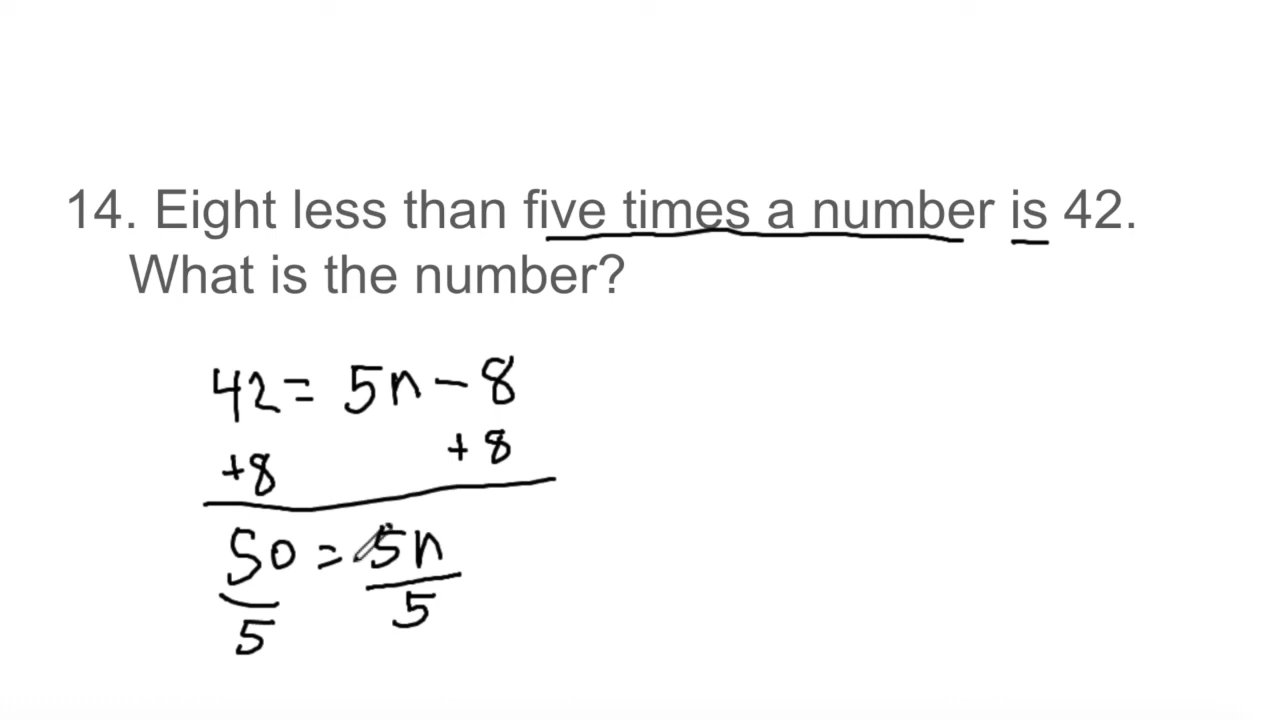 14. Eight less than five times a number is 42.
What is the number?
42 = 5n - 8
+8 +8
50 = 5n
5 5